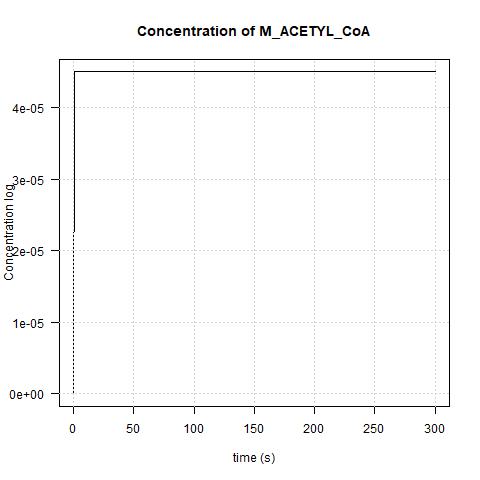 Concentration of M_ACETYL_CoA
4e-05
3e-05
2e-05
1e-05
0e+00
Concentration log
0 50 100 150 200 250 300
time (s)